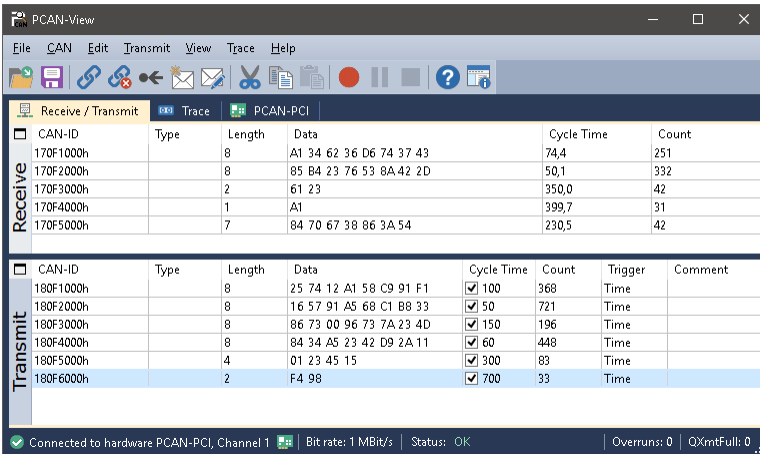 PCAN-View
File CAN Edit Transmit View Trace Help
Receive / Transmit Trace PCAN-PCI
CAN-ID Type Length Data Cycle Time Count
170F1000h 8 A1 34 62 36 D6 74 37 43 74,4 251
170F2000h 8 85 B4 23 76 53 8A 42 2D 50,1 332
170F3000h 2 61 23 350,0 42
170F4000h 1 A1 399,7 31
170F5000h 7 84 70 67 38 86 3A 54 230,5 42
Receive
CAN-ID Type Length Data Cycle Time Count Trigger Comment
180F1000h 8 25 74 12 A1 58 C9 91 F1 100 368 Time
180F2000h 8 16 57 91 A5 68 C1 B8 33 50 721 Time
180F3000h 8 86 73 00 96 73 7A 23 4D 150 196 Time
180F4000h 8 84 34 A5 23 42 D9 2A 11 60 448 Time
180F5000h 4 01 23 45 15 300 83 Time
180F6000h 2 F4 98 700 33 Time
Transmit
Connected to hardware PCAN-PCI, Channel 1 Bit rate: 1 MBit/s Status: OK Overruns: 0 QXmtFull: 0